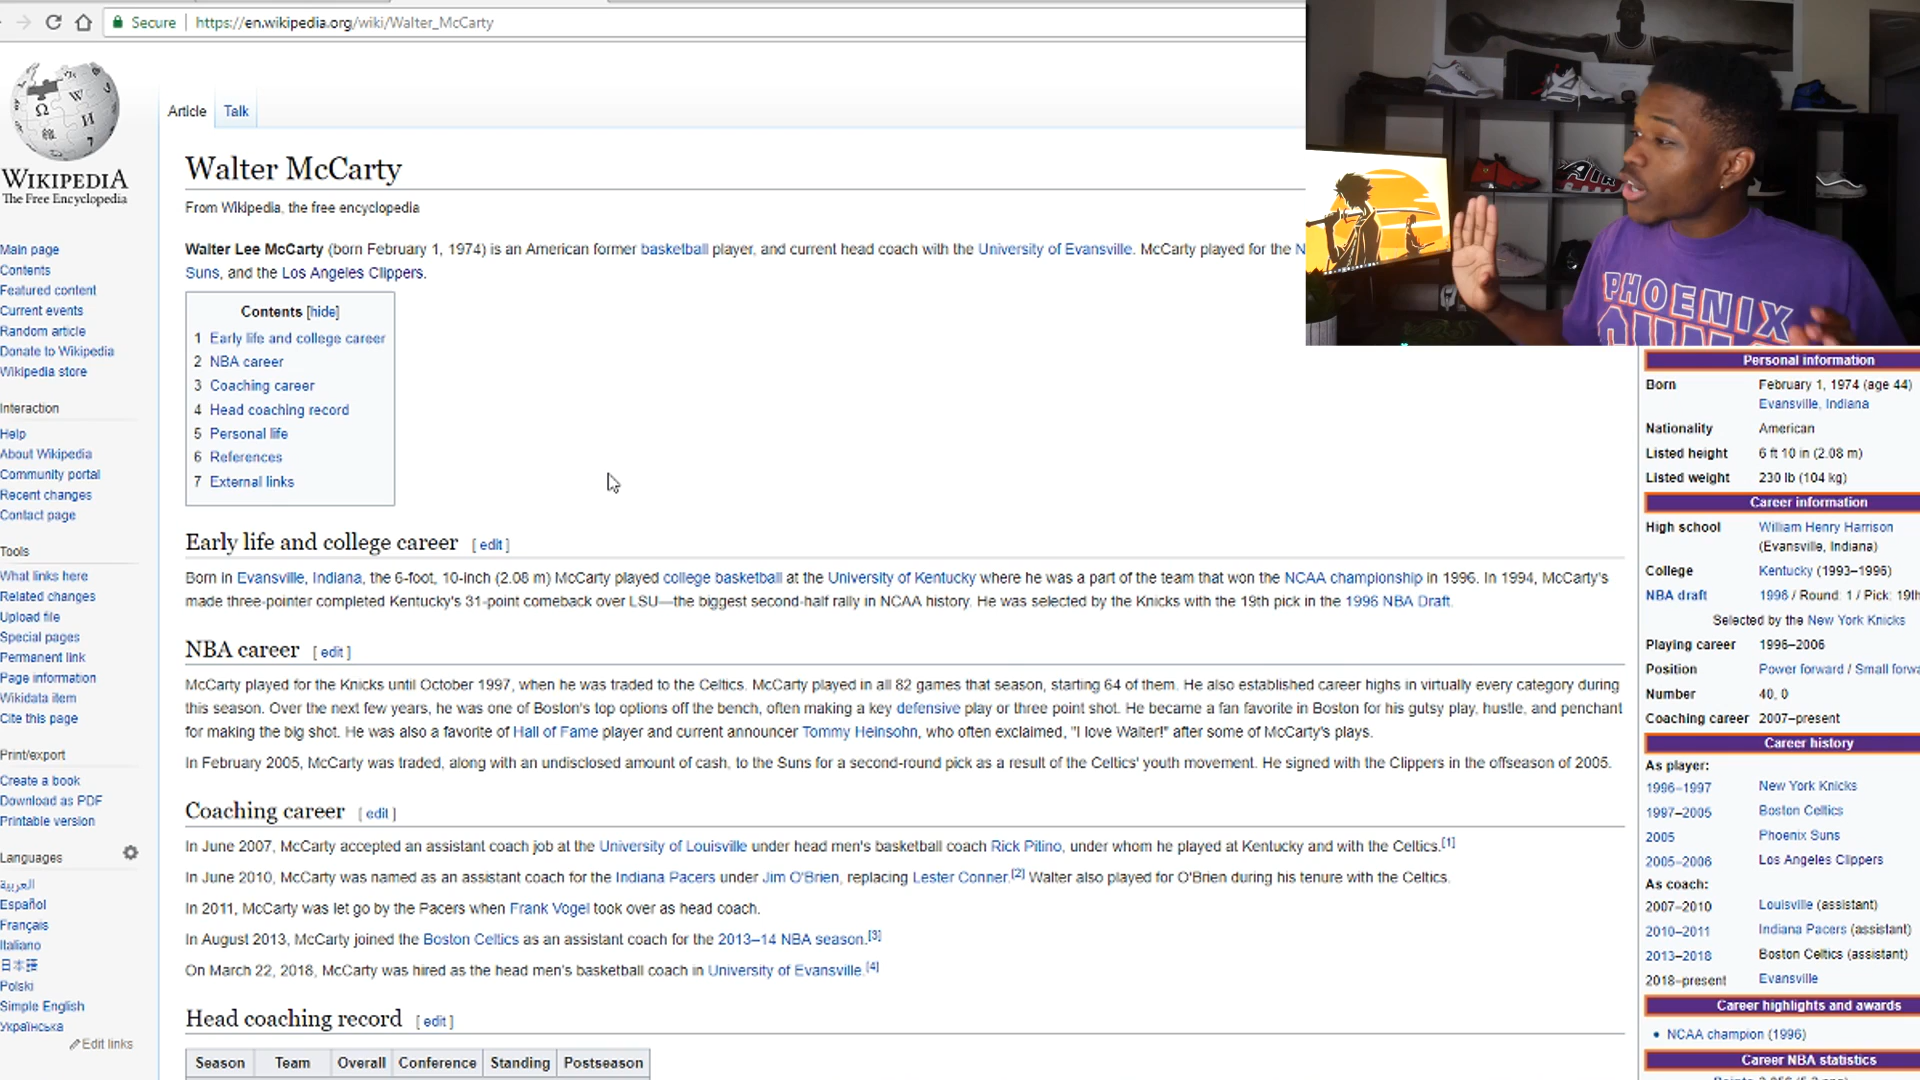 Secure https://en.wikipedia.org/wiki/Walter_McCarty
WIKIPEDIA
The Free Encyclopedia
Main page
Contents
Featured content
Current events
Random article
Donate to Wikipedia
Wikipedia store
Interaction
Help
About Wikipedia
Community portal
Recent changes
Contact page
Tools
What links here
Related changes
Upload file
Special pages
Permanent link
Page information
Wikidata item
Cite this page
Print/export
Create a book
Download as PDF
Printable version
Languages
العربية
Español
Français
Italiano
日本語
Polski
Simple English
Українська
Edit links
Article Talk
Walter McCarty
From Wikipedia, the free encyclopedia
Walter Lee McCarty (born February 1, 1974) is an American former basketball player, and current head coach with the University of Evansville. McCarty played for the N
Suns, and the Los Angeles Clippers.
Contents [hide]
1 Early life and college career
2 NBA career
3 Coaching career
4 Head coaching record
5 Personal life
6 References
7 External links
Early life and college career [ edit ]
Born in Evansville, Indiana, the 6-foot, 10-inch (2.08 m) McCarty played college basketball at the University of Kentucky where he was a part of the team that won the NCAA championship in 1996. In 1994, McCarty's
made three-pointer completed Kentucky's 31-point comeback over LSU—the biggest second-half rally in NCAA history. He was selected by the Knicks with the 19th pick in the 1996 NBA Draft.
NBA career [ edit ]
McCarty played for the Knicks until October 1997, when he was traded to the Celtics. McCarty played in all 82 games that season, starting 64 of them. He also established career highs in virtually every category during
this season. Over the next few years, he was one of Boston's top options off the bench, often making a key defensive play or three point shot. He became a fan favorite in Boston for his gutsy play, hustle, and penchant
for making the big shot. He was also a favorite of Hall of Fame player and current announcer Tommy Heinsohn, who often exclaimed, "I love Walter!" after some of McCarty's plays.
In February 2005, McCarty was traded, along with an undisclosed amount of cash, to the Suns for a second-round pick as a result of the Celtics' youth movement. He signed with the Clippers in the offseason of 2005.
Coaching career [ edit ]
In June 2007, McCarty accepted an assistant coach job at the University of Louisville under head men's basketball coach Rick Pitino, under whom he played at Kentucky and with the Celtics.[1]
In June 2010, McCarty was named as an assistant coach for the Indiana Pacers under Jim O'Brien, replacing Lester Conner.[2] Walter also played for O'Brien during his tenure with the Celtics.
In 2011, McCarty was let go by the Pacers when Frank Vogel took over as head coach.
In August 2013, McCarty joined the Boston Celtics as an assistant coach for the 2013–14 NBA season.[3]
On March 22, 2018, McCarty was hired as the head men's basketball coach in University of Evansville.[4]
Head coaching record [ edit ]
Season Team Overall Conference Standing Postseason
AIR
PHOENIX
SUNS
Personal information
Born February 1, 1974 (age 44)
Evansville, Indiana
Nationality American
Listed height 6 ft 10 in (2.08 m)
Listed weight 230 lb (104 kg)
Career information
High school William Henry Harrison
(Evansville, Indiana)
College Kentucky (1993–1996)
NBA draft 1996 / Round: 1 / Pick: 19th
Selected by the New York Knicks
Playing career 1996–2006
Position Power forward / Small forwa
Number 40, 0
Coaching career 2007–present
Career history
As player:
1996–1997 New York Knicks
1997–2005 Boston Celtics
2005 Phoenix Suns
2005–2006 Los Angeles Clippers
As coach:
2007–2010 Louisville (assistant)
2010–2011 Indiana Pacers (assistant)
2013–2018 Boston Celtics (assistant)
2018–present Evansville
Career highlights and awards
• NCAA champion (1996)
Career NBA statistics